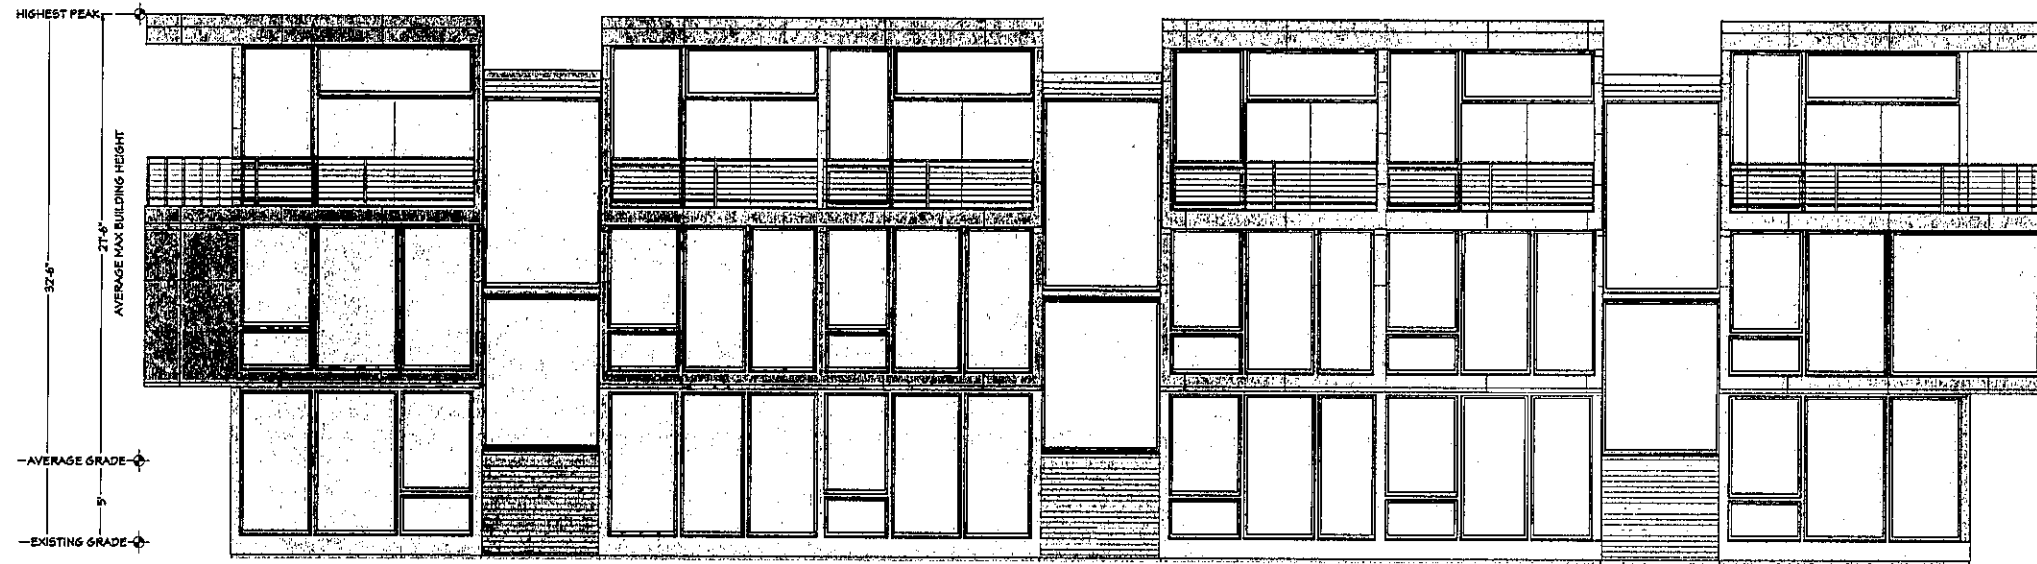 HIGHEST PEAK
32'-6"
27'-6"
AVERAGE MAX BUILDING HEIGHT
AVERAGE GRADE
5'
EXISTING GRADE